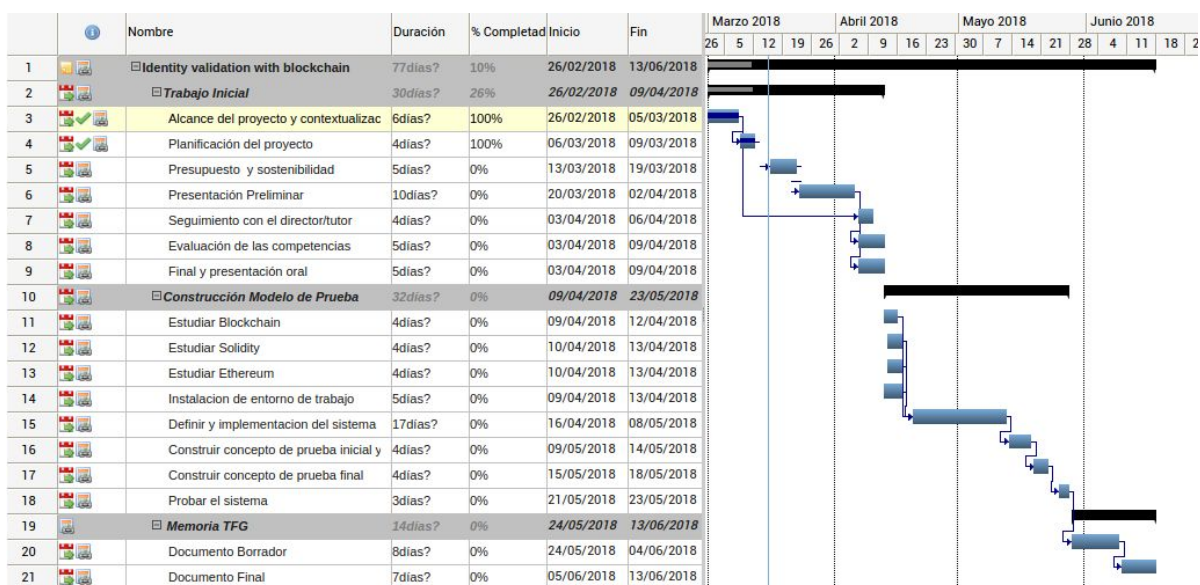 Marzo 2018 Abril 2018 Mayo 2018 Junio 2018
Nombre Duración % Completad Inicio Fin
26 5 12 19 26 2 9 16 23 30 7 14 21 28 4 11 18 2
1 Identity validation with blockchain 77días? 10% 26/02/2018 13/06/2018
2 Trabajo Inicial 30días? 26% 26/02/2018 09/04/2018
3 Alcance del proyecto y contextualizac 6días? 100% 26/02/2018 05/03/2018
4 Planificación del proyecto 4días? 100% 06/03/2018 09/03/2018
5 Presupuesto y sostenibilidad 5días? 0% 13/03/2018 19/03/2018
6 Presentación Preliminar 10días? 0% 20/03/2018 02/04/2018
7 Seguimiento con el director/tutor 4días? 0% 03/04/2018 06/04/2018
8 Evaluación de las competencias 5días? 0% 03/04/2018 09/04/2018
9 Final y presentación oral 5días? 0% 03/04/2018 09/04/2018
10 Construcción Modelo de Prueba 32días? 0% 09/04/2018 23/05/2018
11 Estudiar Blockchain 4días? 0% 09/04/2018 12/04/2018
12 Estudiar Solidity 4días? 0% 10/04/2018 13/04/2018
13 Estudiar Ethereum 4días? 0% 10/04/2018 13/04/2018
14 Instalacion de entorno de trabajo 5días? 0% 09/04/2018 13/04/2018
15 Definir y implementacion del sistema 17días? 0% 16/04/2018 08/05/2018
16 Construir concepto de prueba inicial y 4días? 0% 09/05/2018 14/05/2018
17 Construir concepto de prueba final 4días? 0% 15/05/2018 18/05/2018
18 Probar el sistema 3días? 0% 21/05/2018 23/05/2018
19 Memoria TFG 14días? 0% 24/05/2018 13/06/2018
20 Documento Borrador 8días? 0% 24/05/2018 04/06/2018
21 Documento Final 7días? 0% 05/06/2018 13/06/2018